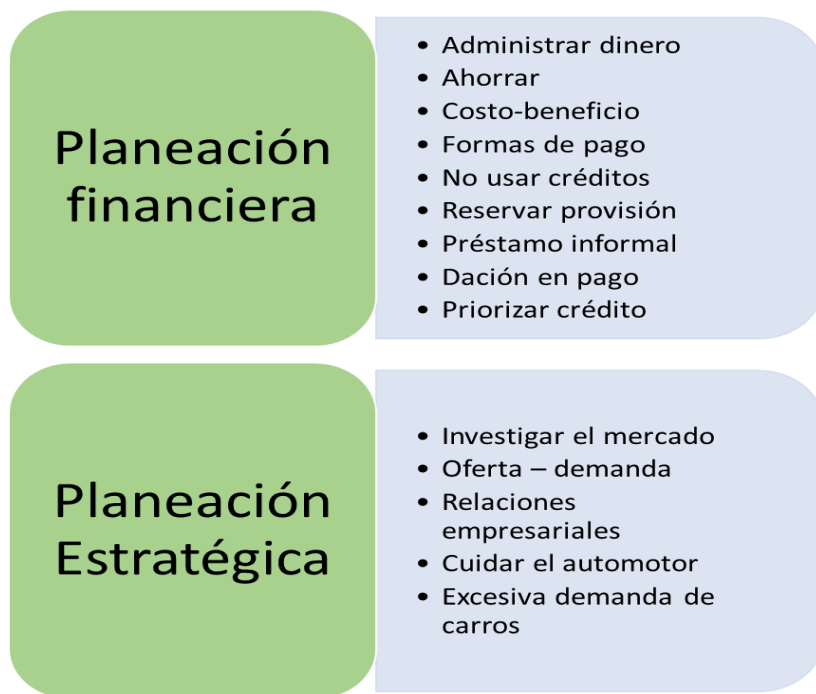 Planeación
financiera
• Administrar dinero
• Ahorrar
• Costo-beneficio
• Formas de pago
• No usar créditos
• Reservar provisión
• Préstamo informal
• Dación en pago
• Priorizar crédito
Planeación
Estratégica
• Investigar el mercado
• Oferta – demanda
• Relaciones
empresariales
• Cuidar el automotor
• Excesiva demanda de
carros